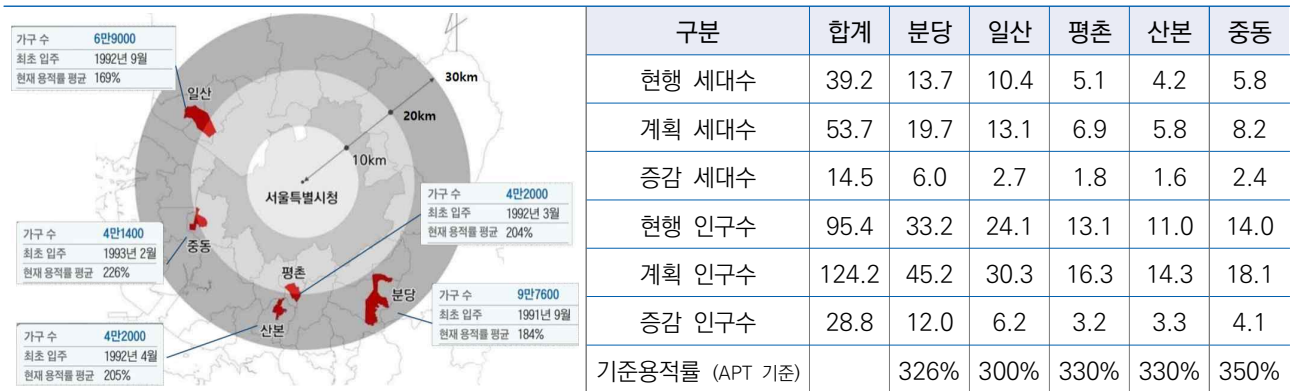 가구 수 6만9000
최초 입주 1992년 9월
현재 용적률 평균 169%
일산
30km
20km
10km
서울특별시청
가구 수 4만2000
최초 입주 1992년 3월
현재 용적률 평균 204%
가구 수 4만1400
최초 입주 1993년 2월
현재 용적률 평균 226%
중동
평촌
분당
가구 수 9만7600
최초 입주 1991년 9월
현재 용적률 평균 184%
산본
가구 수 4만2000
최초 입주 1992년 4월
현재 용적률 평균 205%
구분 합계 분당 일산 평촌 산본 중동
현행 세대수 39.2 13.7 10.4 5.1 4.2 5.8
계획 세대수 53.7 19.7 13.1 6.9 5.8 8.2
증감 세대수 14.5 6.0 2.7 1.8 1.6 2.4
현행 인구수 95.4 33.2 24.1 13.1 11.0 14.0
계획 인구수 124.2 45.2 30.3 16.3 14.3 18.1
증감 인구수 28.8 12.0 6.2 3.2 3.3 4.1
기준용적률 (APT 기준) 326% 300% 330% 330% 350%